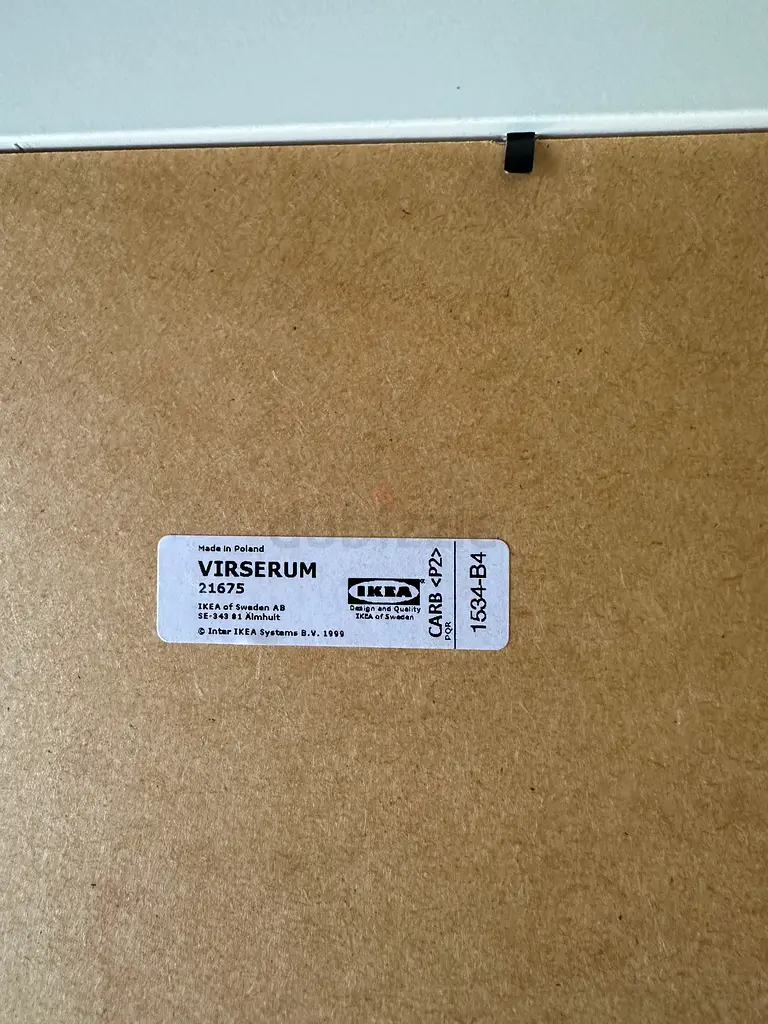 Made in Poland
VIRSERUM
21675
IKEA of Sweden AB
SE-343 81 Älmhult
© Inter IKEA Systems B.V. 1999
IKEA®
Design and Quality
IKEA of Sweden
CARB <P2>
PQR
1534-B4